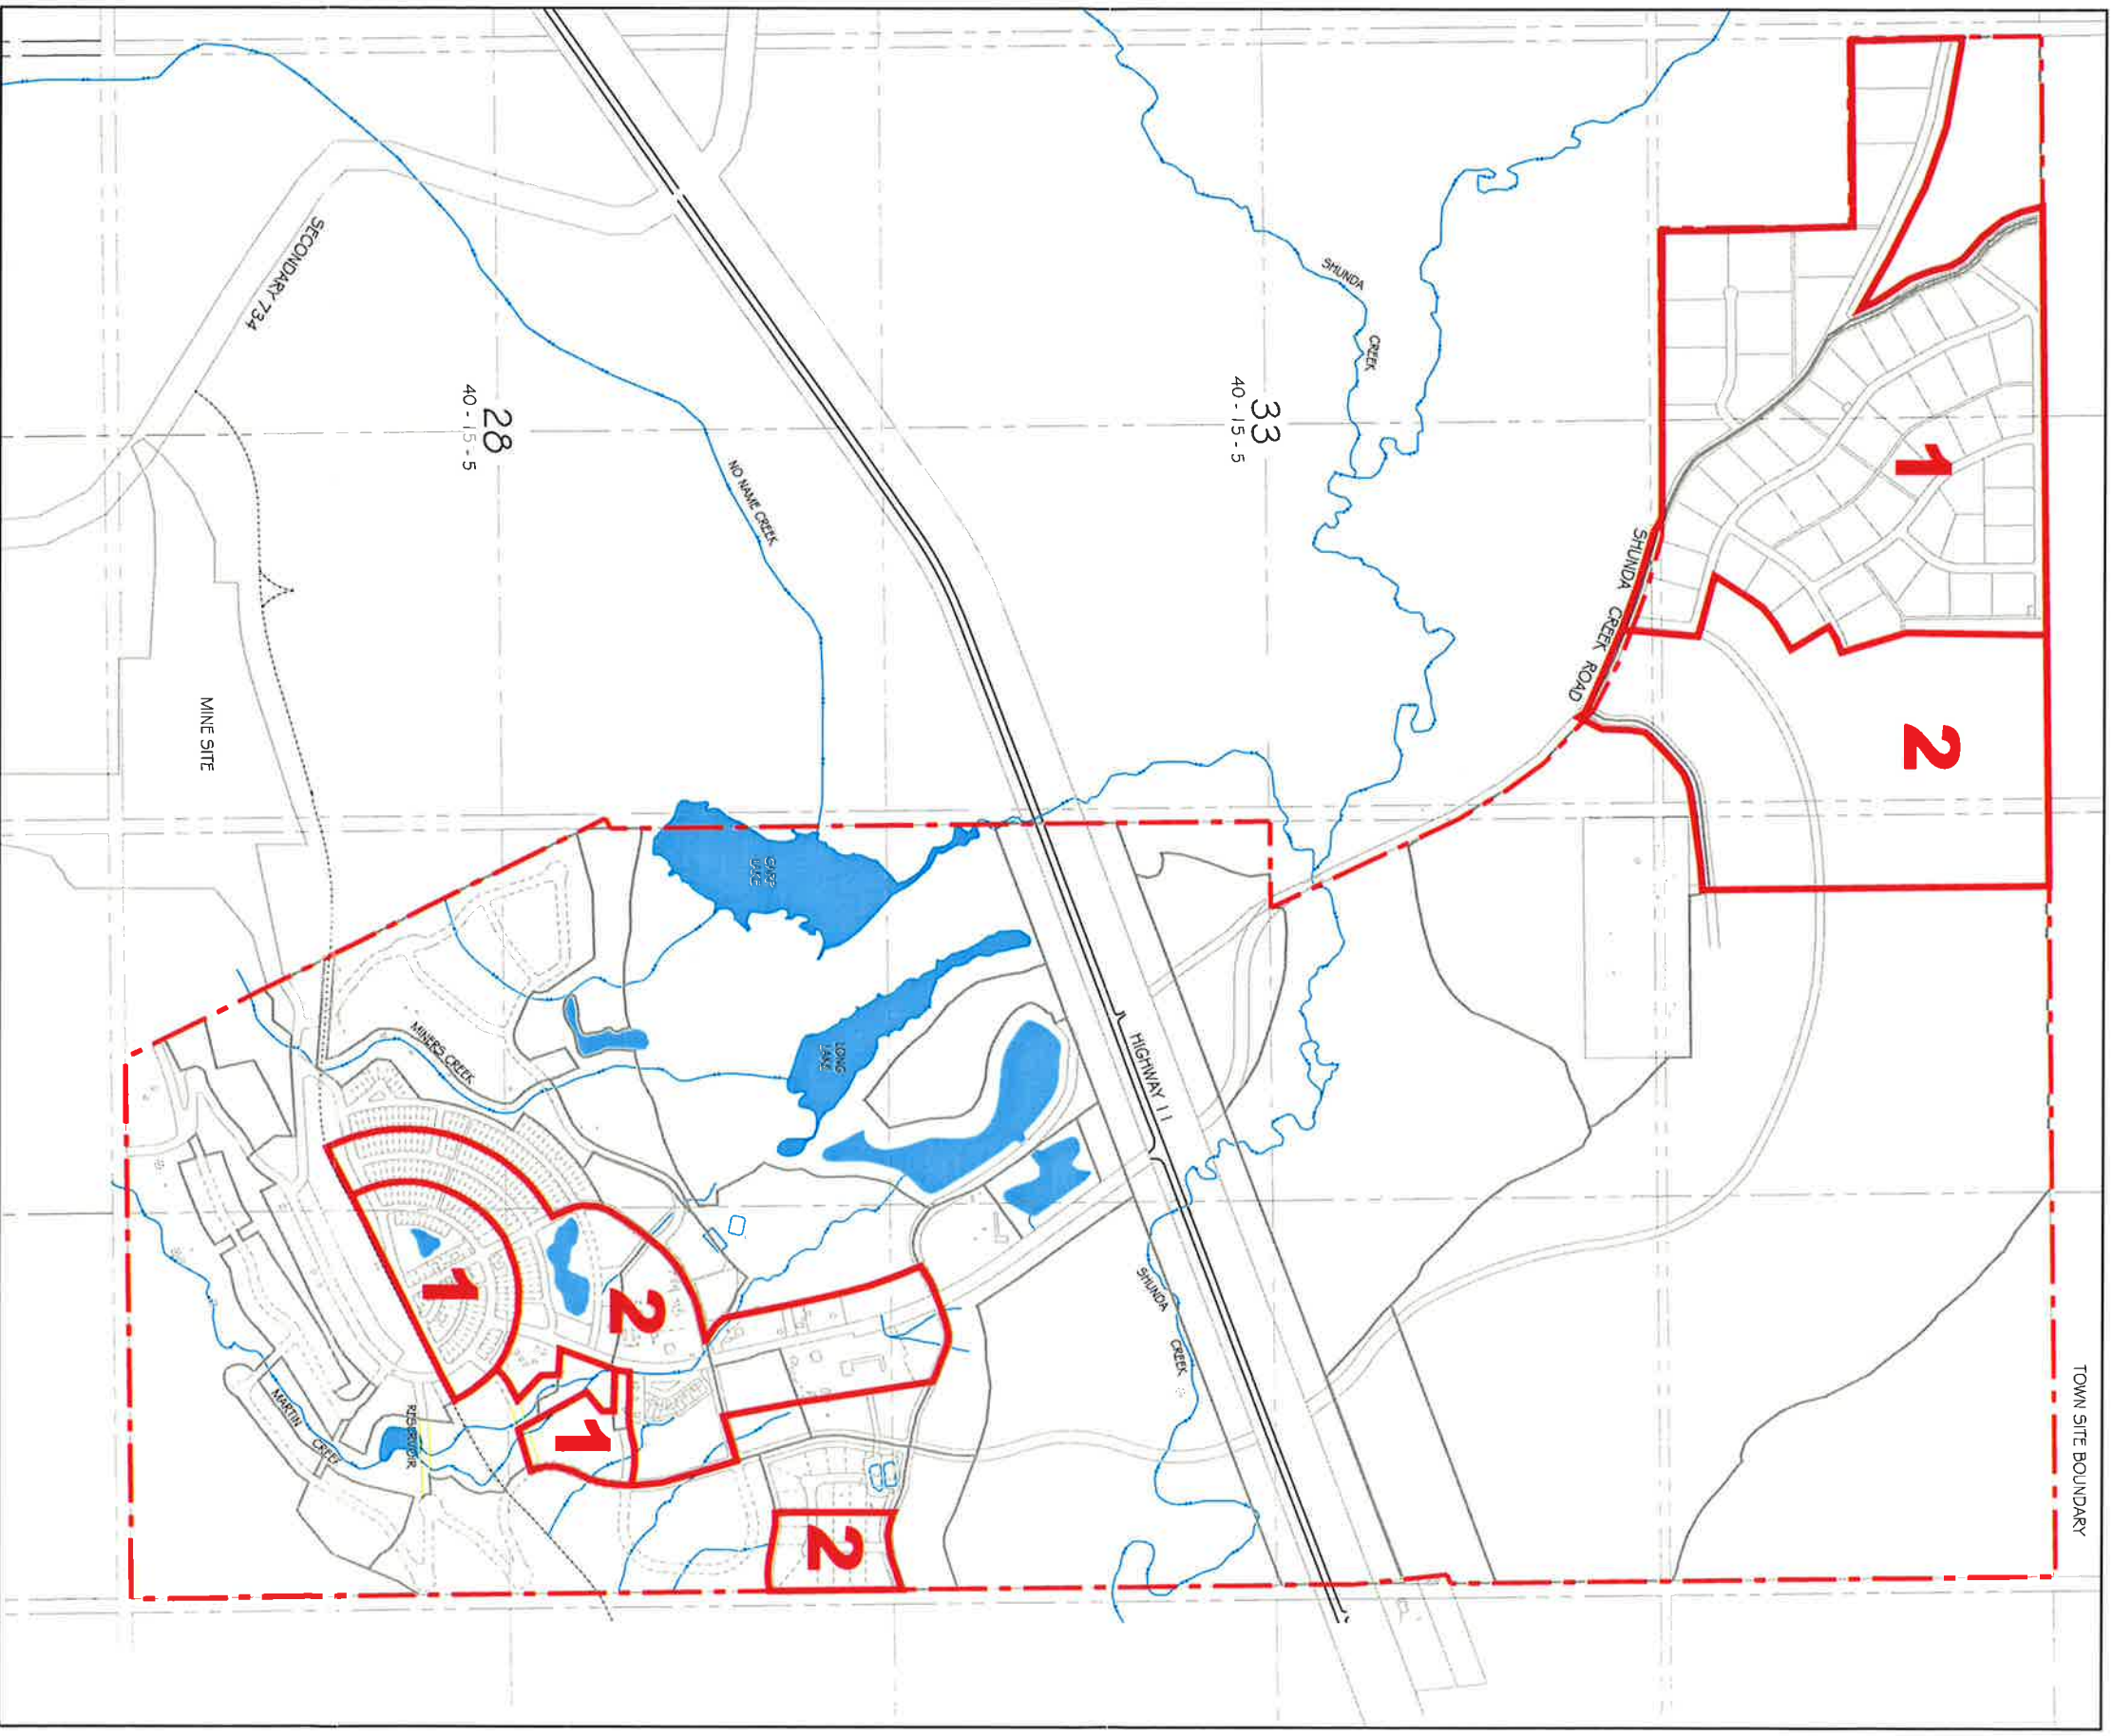 TOWN SITE BOUNDARY
1
2
SHUNDA CREEK ROAD
33
40 - 15 - 5
SHUNDA
CREEK
28
40 - 15 - 5
NO NAME CREEK
SECONDARY 734
MINE SITE
HIGHWAY 11
CARP
LAKE
LONG
LAKE
MINERS CREEK
SHUNDA
CREEK
1
2
1
2
RESERVOIR
MARTIN
CREEK